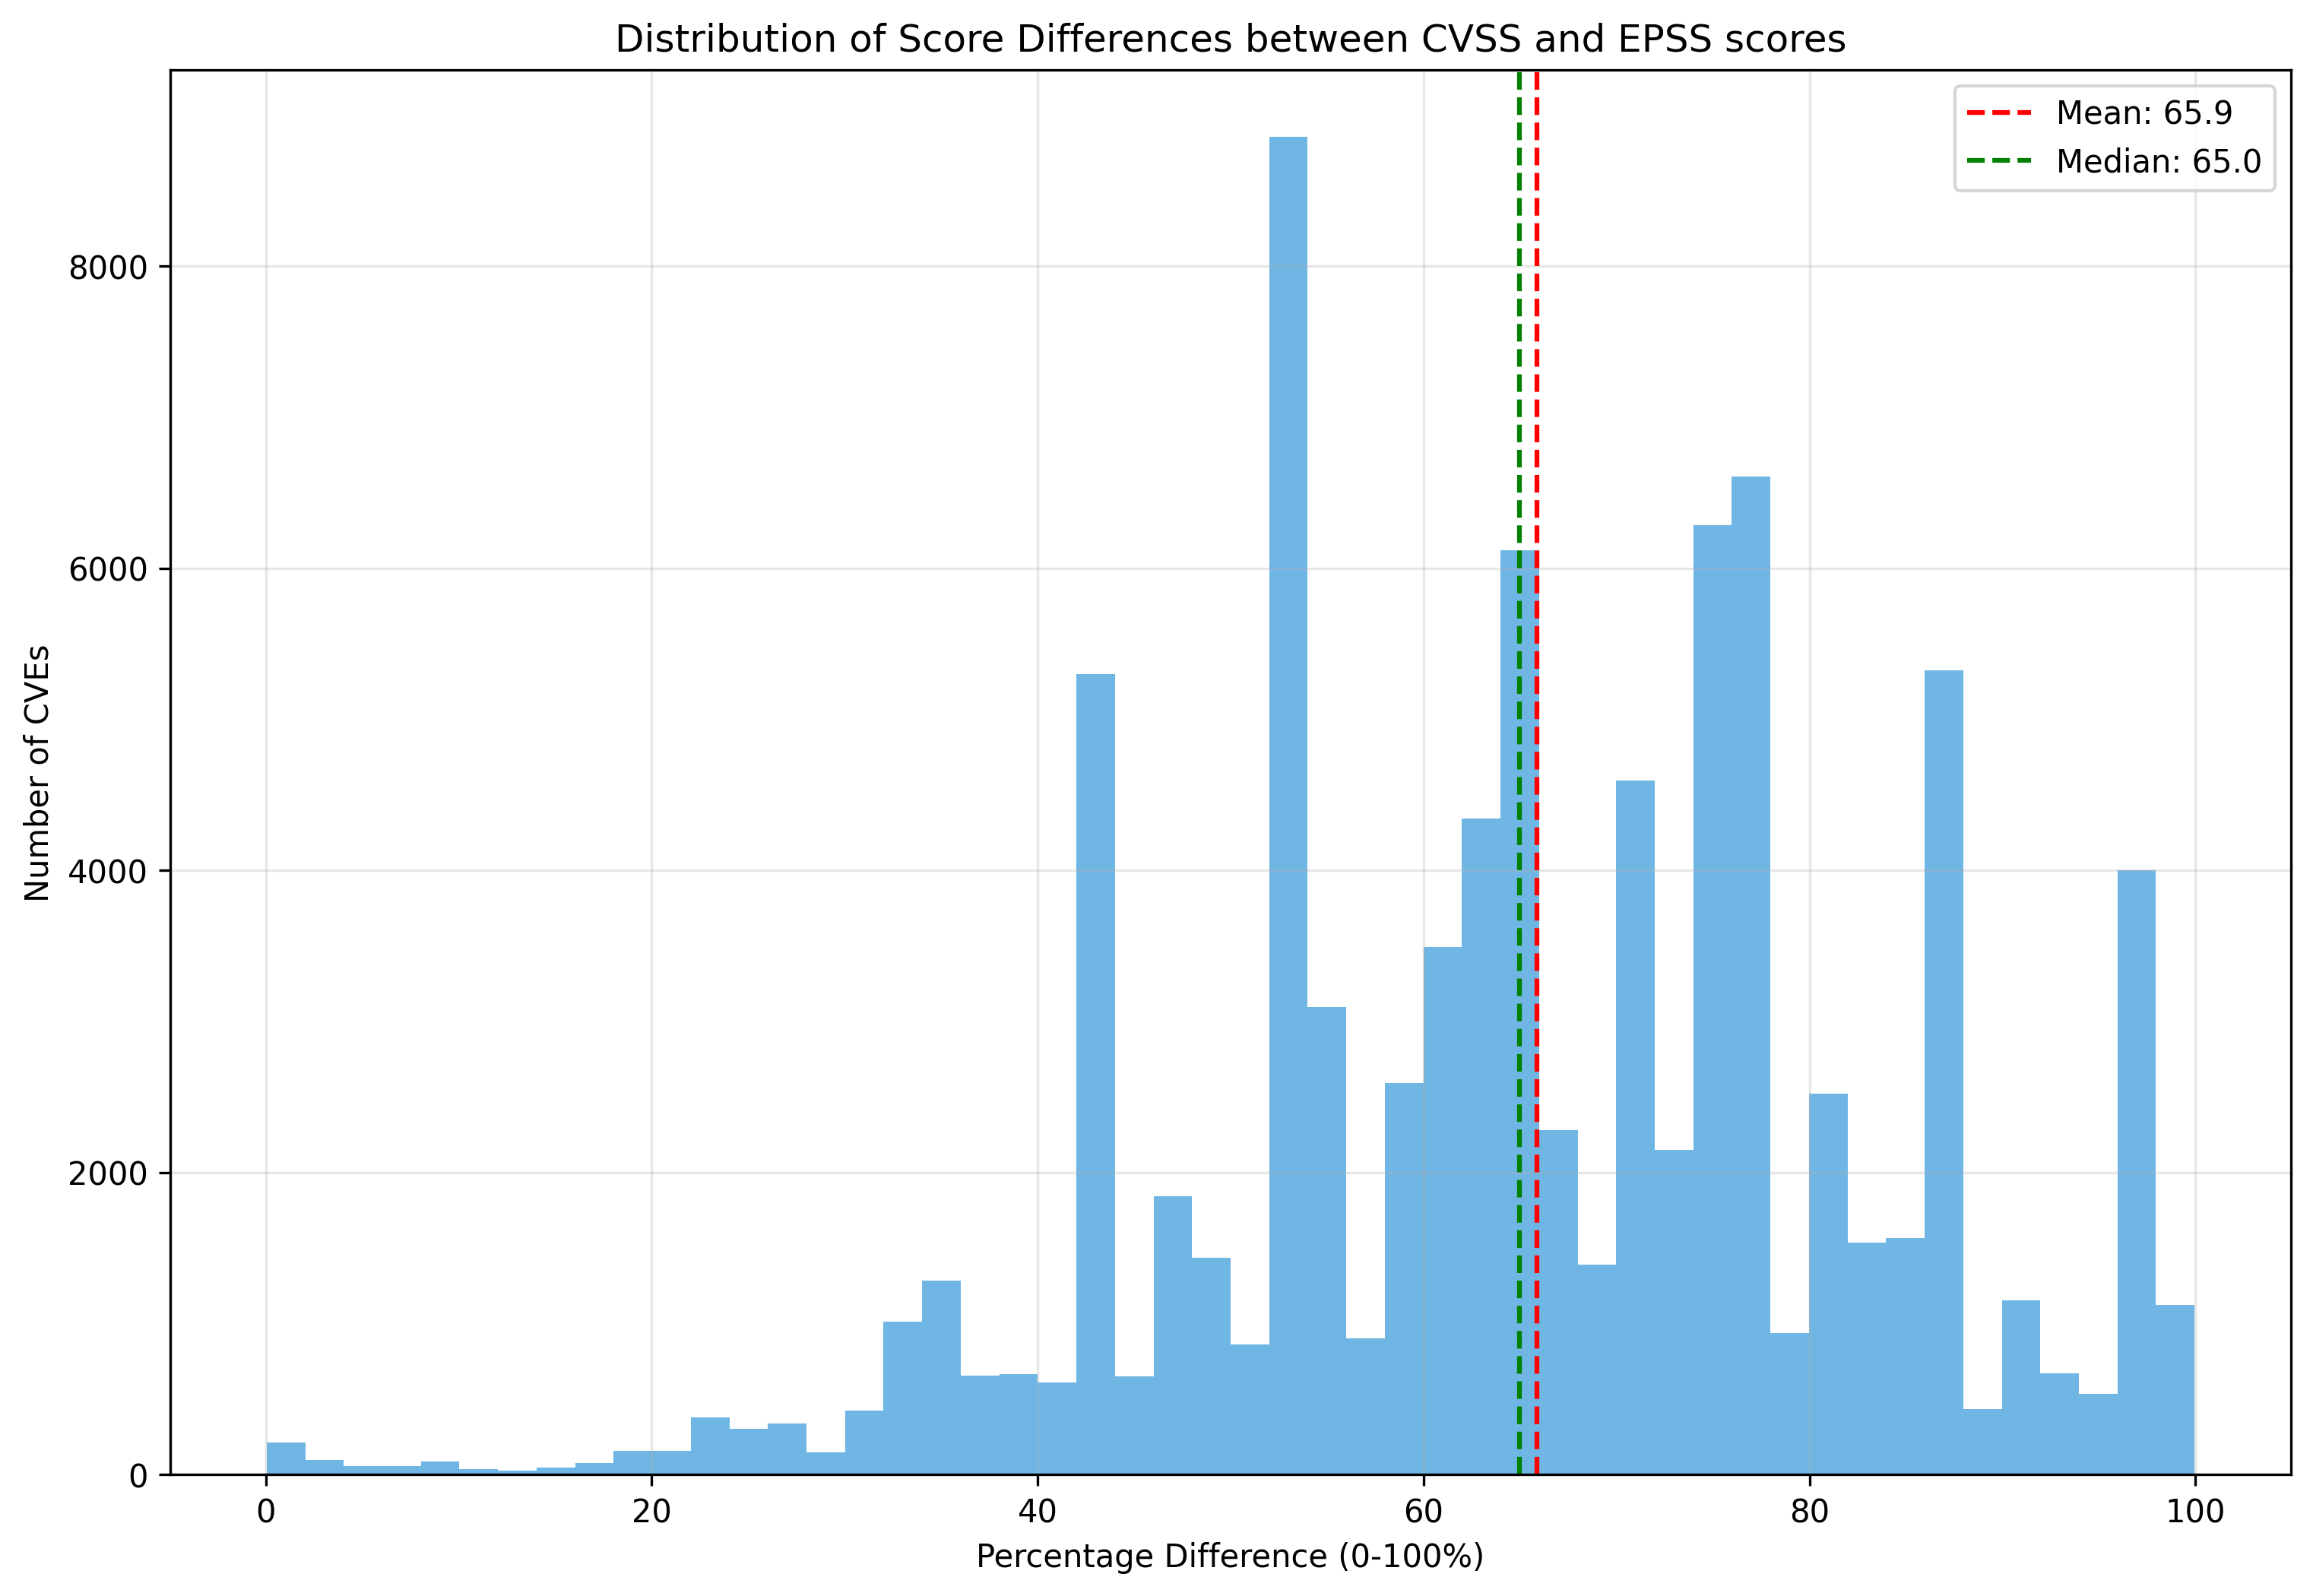 Distribution of Score Differences between CVSS and EPSS scores
Mean: 65.9
Median: 65.0
Number of CVEs
8000
6000
4000
2000
0
0 20 40 60 80 100
Percentage Difference (0-100%)